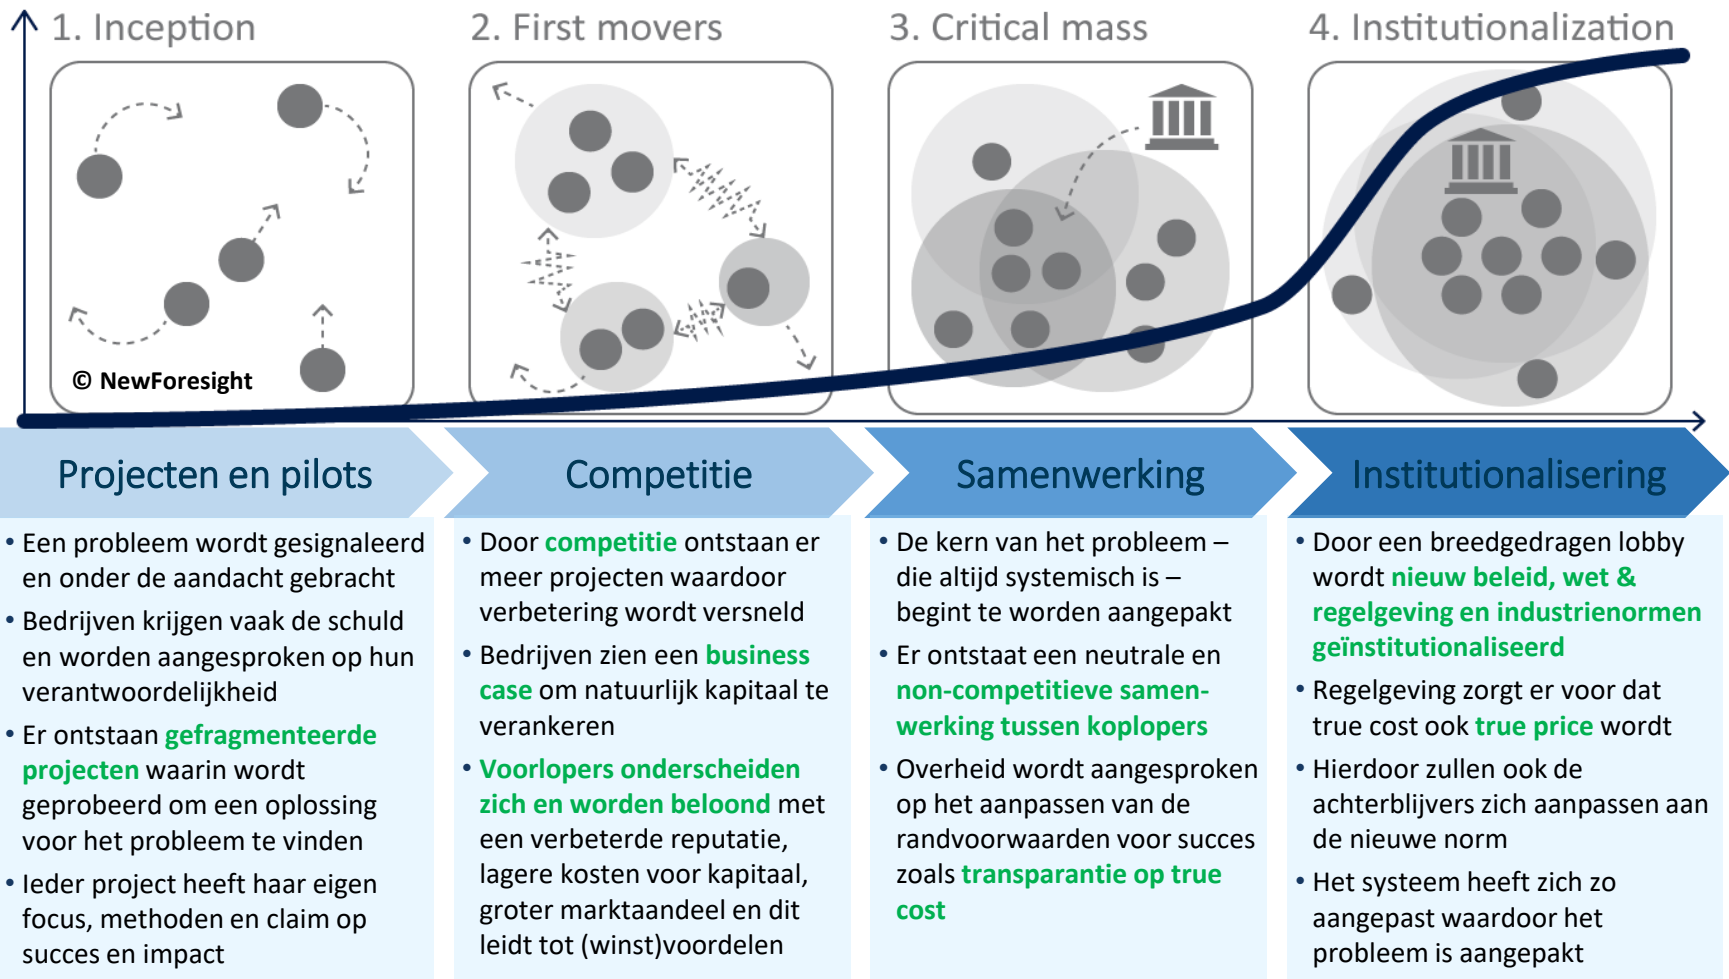 1. Inception
2. First movers
3. Critical mass
4. Institutionalization
© NewForesight
Projecten en pilots
Competitie
Samenwerking
Institutionalisering
• Een probleem wordt gesignaleerd
en onder de aandacht gebracht
• Bedrijven krijgen vaak de schuld
en worden aangesproken op hun
verantwoordelijkheid
• Er ontstaan gefragmenteerde
projecten waarin wordt
geprobeerd om een oplossing
voor het probleem te vinden
• Ieder project heeft haar eigen
focus, methoden en claim op
succes en impact
• Door competitie ontstaan er
meer projecten waardoor
verbetering wordt versneld
• Bedrijven zien een business
case om natuurlijk kapitaal te
verankeren
• Voorlopers onderscheiden
zich en worden beloond met
een verbeterde reputatie,
lagere kosten voor kapitaal,
groter marktaandeel en dit
leidt tot (winst)voordelen
• De kern van het probleem –
die altijd systemisch is –
begint te worden aangepakt
• Er ontstaat een neutrale en
non-competitieve samen-
werking tussen koplopers
• Overheid wordt aangesproken
op het aanpassen van de
randvoorwaarden voor succes
zoals transparantie op true
cost
• Door een breedgedragen lobby
wordt nieuw beleid, wet &
regelgeving en industrienormen
geïnstitutionaliseerd
• Regelgeving zorgt er voor dat
true cost ook true price wordt
• Hierdoor zullen ook de
achterblijvers zich aanpassen aan
de nieuwe norm
• Het systeem heeft zich zo
aangepast waardoor het
probleem is aangepakt